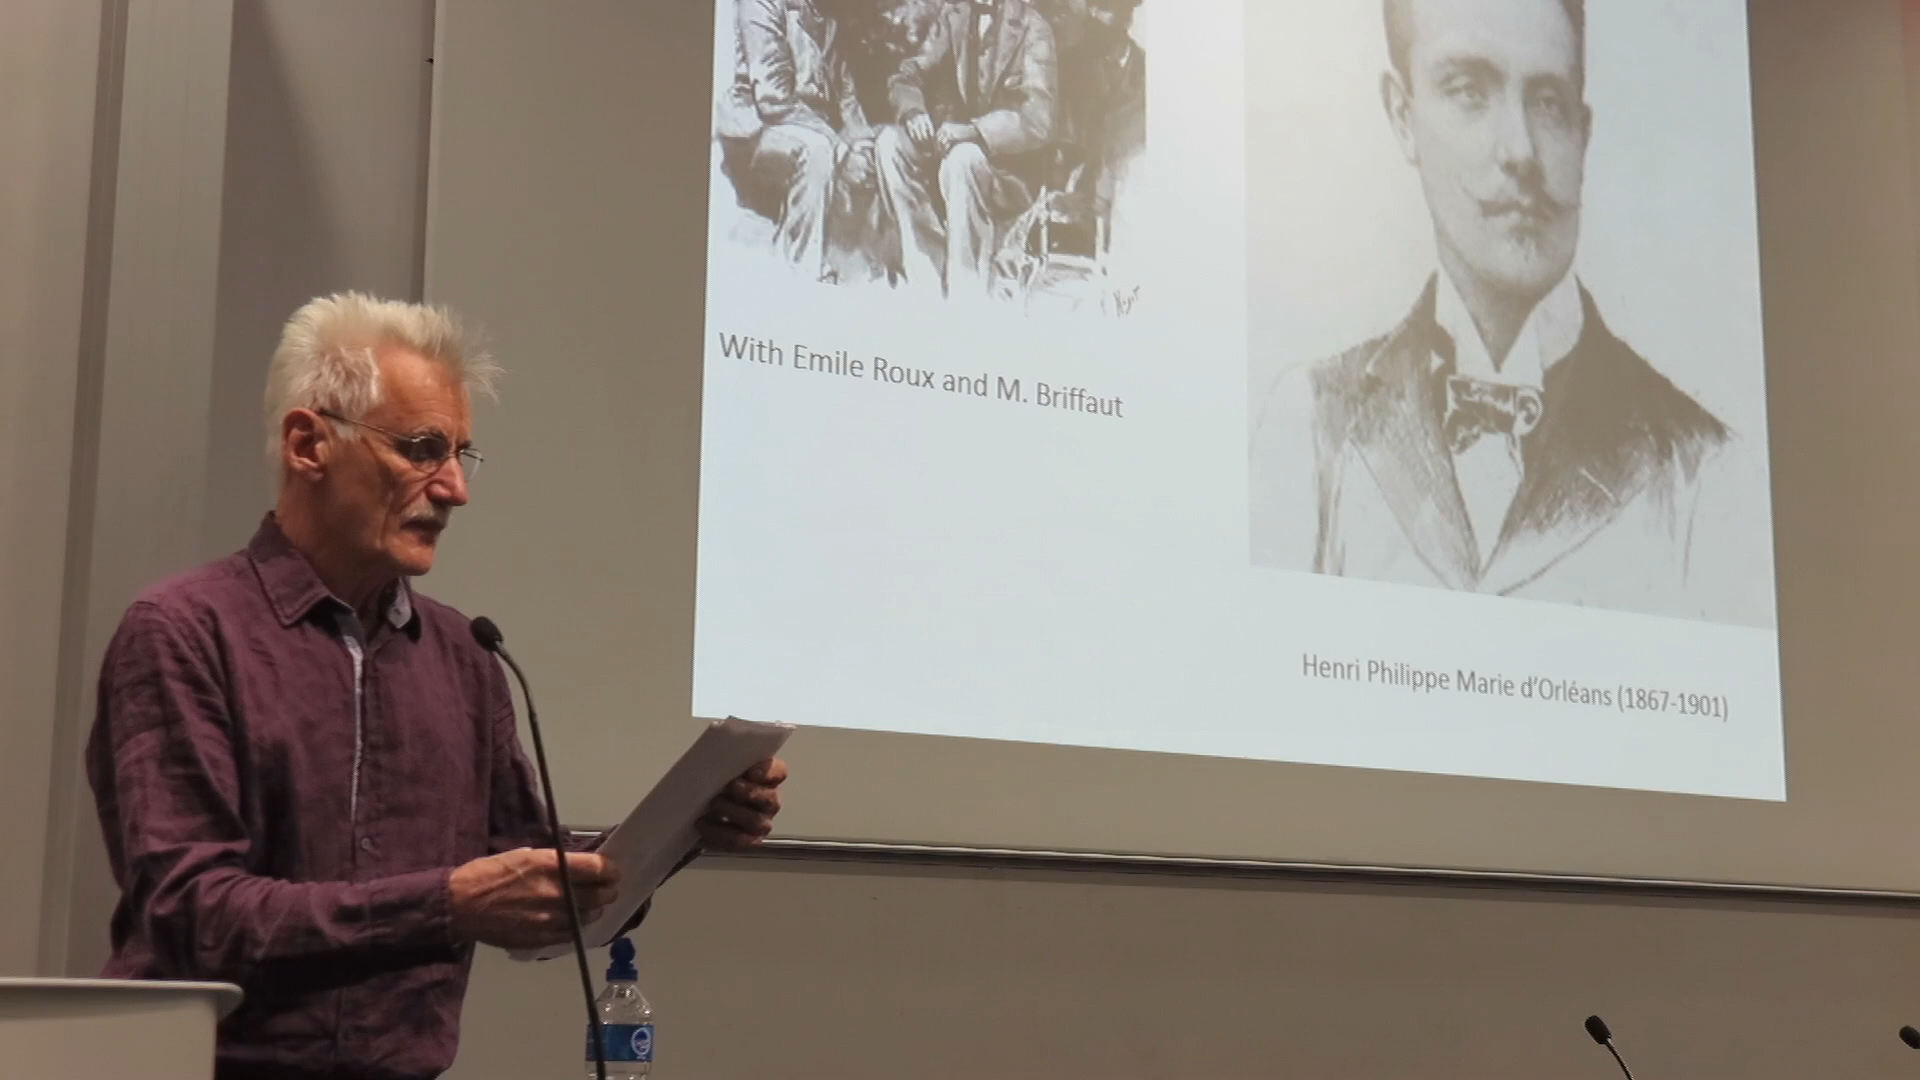 With Emile Roux and M. Briffaut
Henri Philippe Marie d'Orléans (1867-1901)